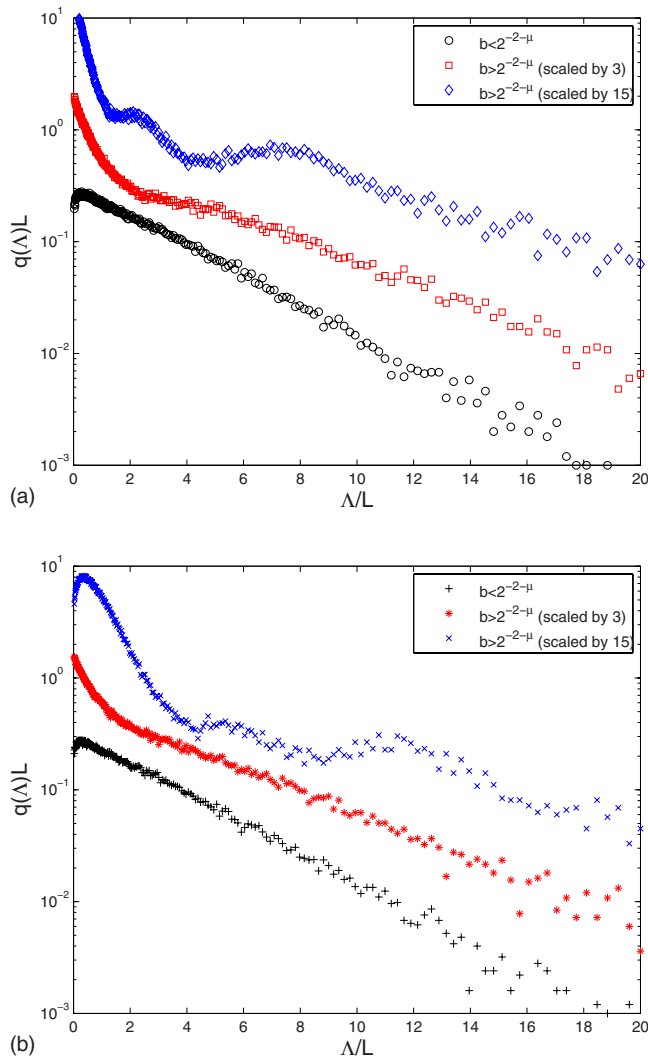 10^1
10^0
10^-1
10^-2
10^-3
q(Λ)L
b<2^-2-μ
b>2^-2-μ (scaled by 3)
b>2^-2-μ (scaled by 15)
0 2 4 6 8 10 12 14 16 18 20
(a) Λ/L
10^1
10^0
10^-1
10^-2
10^-3
q(Λ)L
b<2^-2-μ
b>2^-2-μ (scaled by 3)
b>2^-2-μ (scaled by 15)
0 2 4 6 8 10 12 14 16 18 20
(b) Λ/L